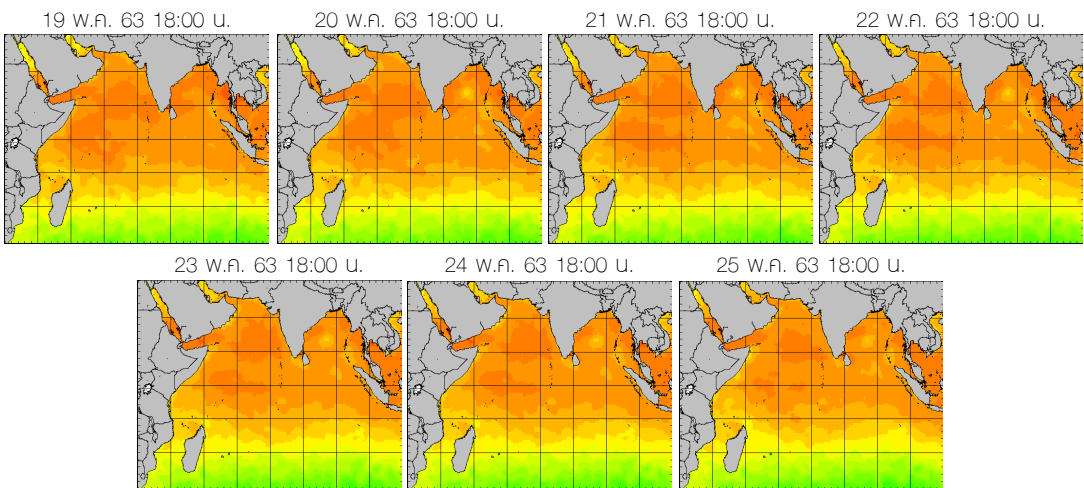 19 พ.ค. 63 18:00 น.
20 พ.ค. 63 18:00 น.
21 พ.ค. 63 18:00 น.
22 พ.ค. 63 18:00 น.
23 พ.ค. 63 18:00 น.
24 พ.ค. 63 18:00 น.
25 พ.ค. 63 18:00 น.